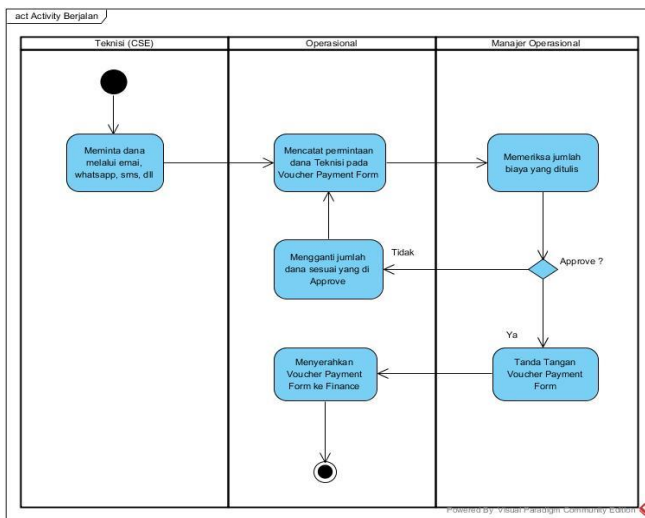 act Activity Berjalan
Teknisi (CSE)
Operasional
Manajer Operasional
Meminta dana
melalui emai,
whatsapp, sms, dll
Mencatat permintaan
dana Teknisi pada
Voucher Payment Form
Memeriksa jumlah
biaya yang ditulis
Mengganti jumlah
dana sesuai yang di
Approve
Tidak
Approve ?
Ya
Menyerahkan
Voucher Payment
Form ke Finance
Tanda Tangan
Voucher Payment
Form
Powered By Visual Paradigm Community Edition